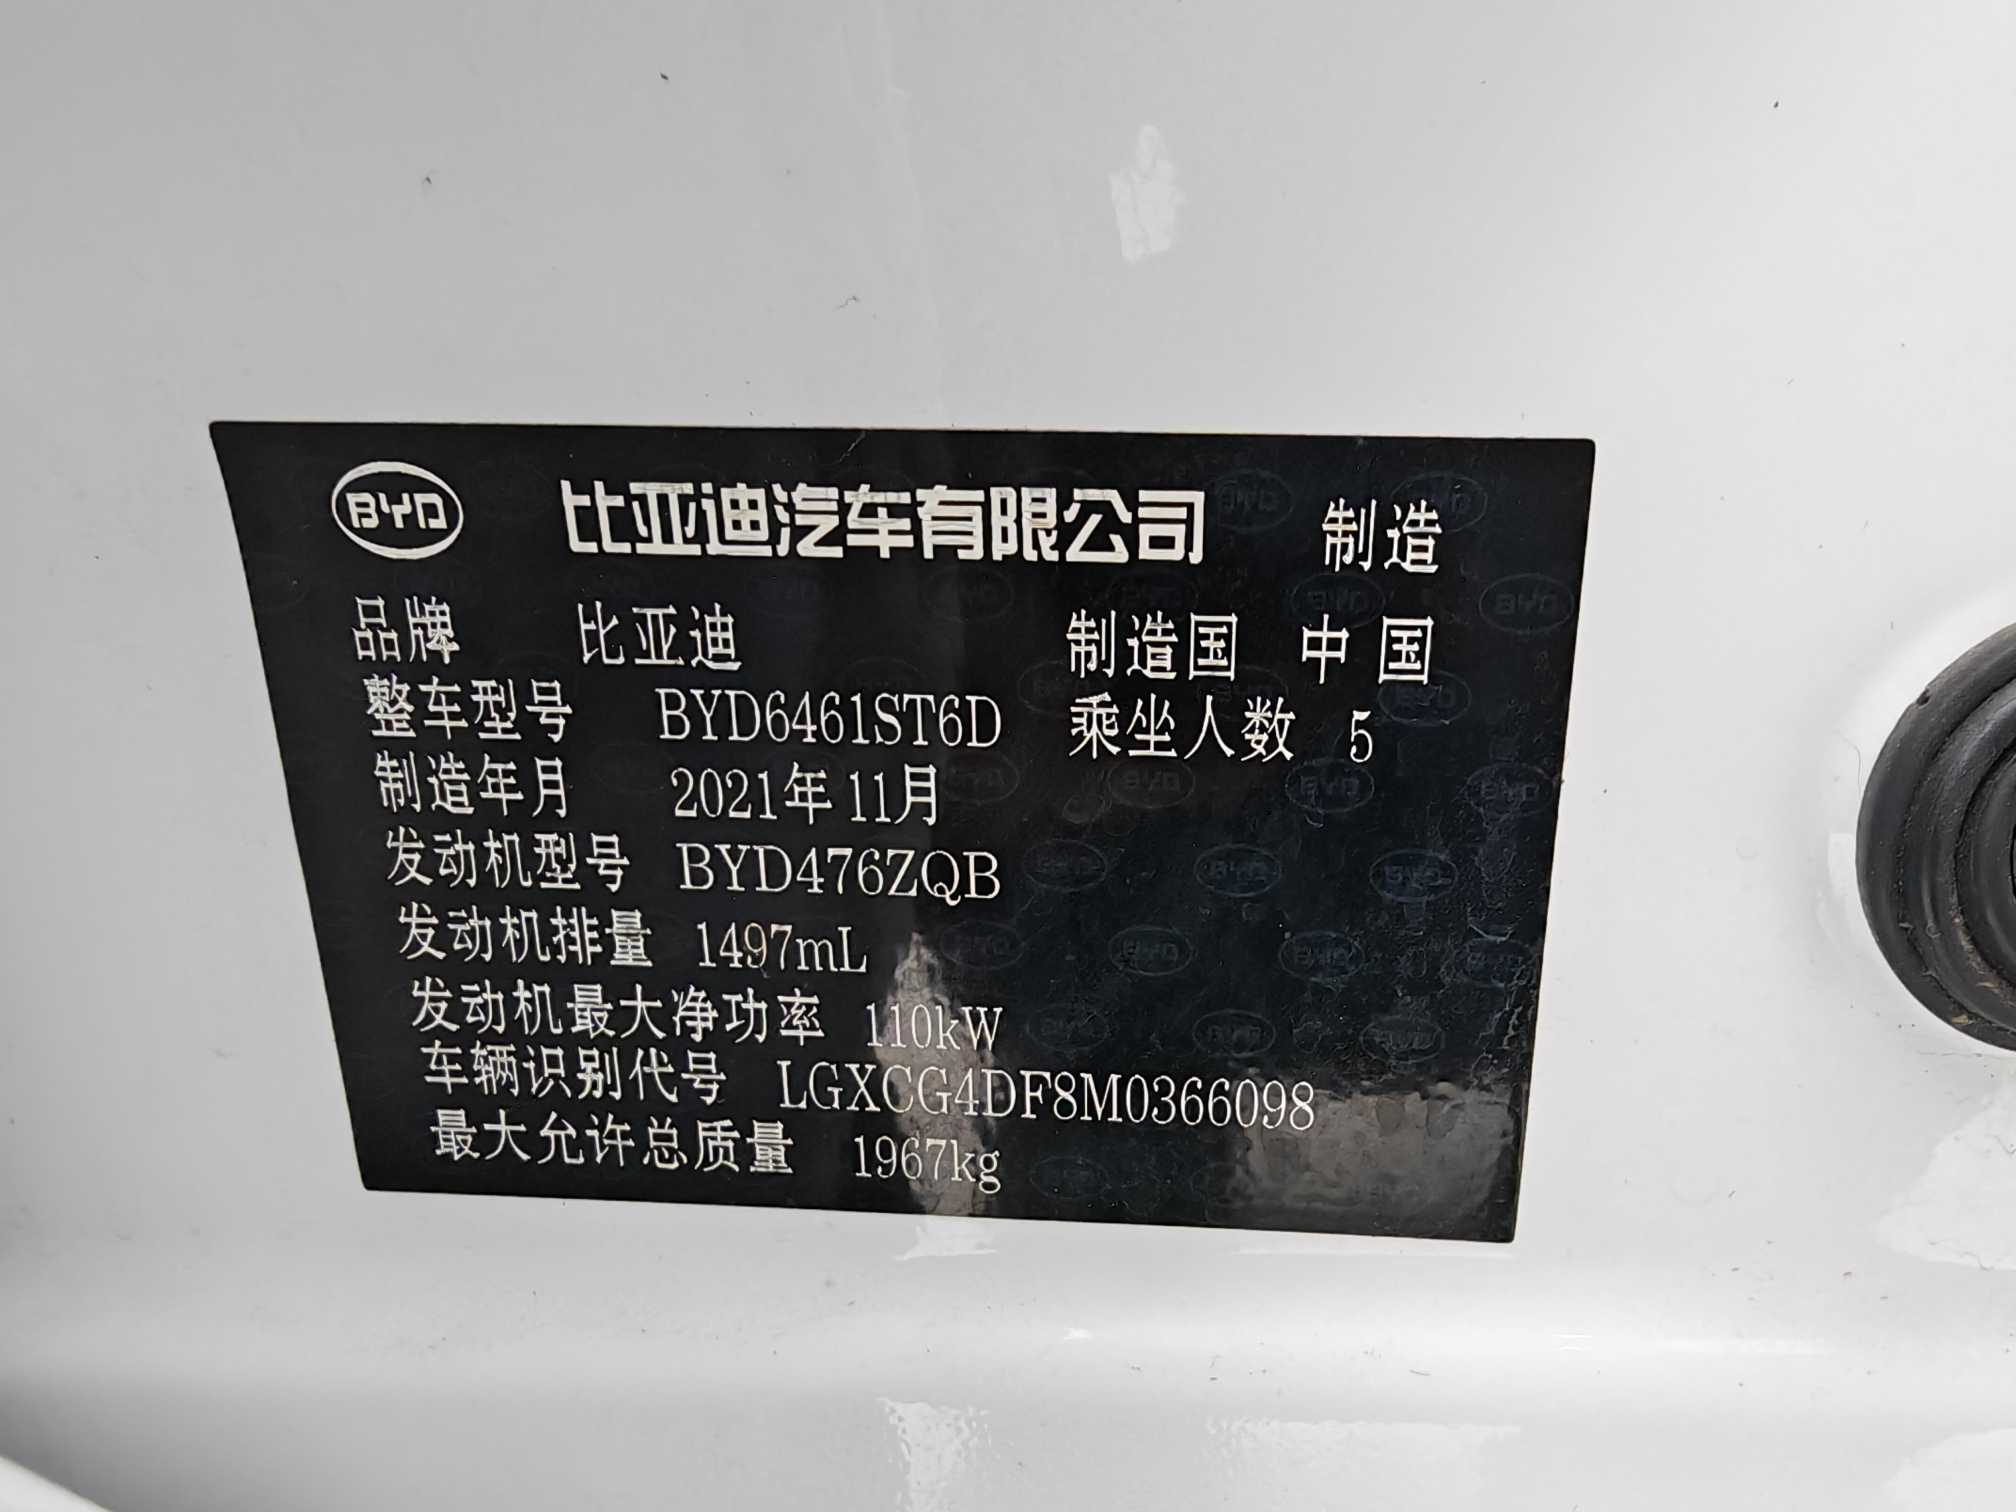 BYD 比亚迪汽车有限公司 制造
品牌 比亚迪 制造国 中国
整车型号 BYD6461ST6D 乘坐人数 5
制造年月 2021年11月
发动机型号 BYD476ZQB
发动机排量 1497mL
发动机最大净功率 110kW
车辆识别代号 LGXCG4DF8M0366098
最大允许总质量 1967kg